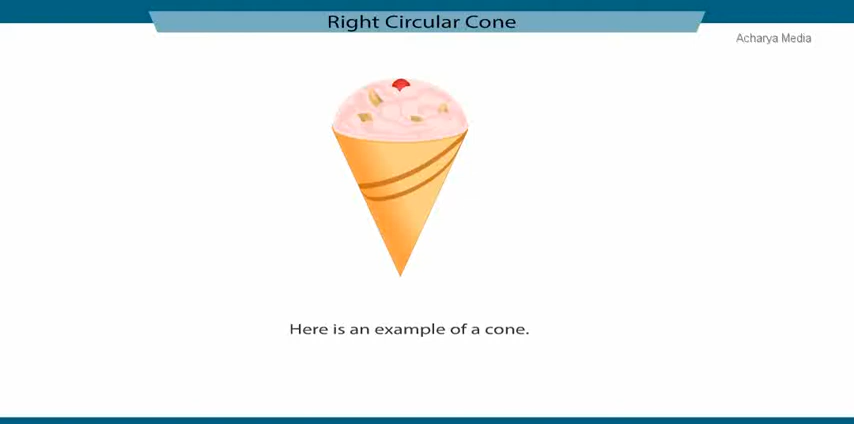 Right Circular Cone
Acharya Media
Here is an example of a cone.